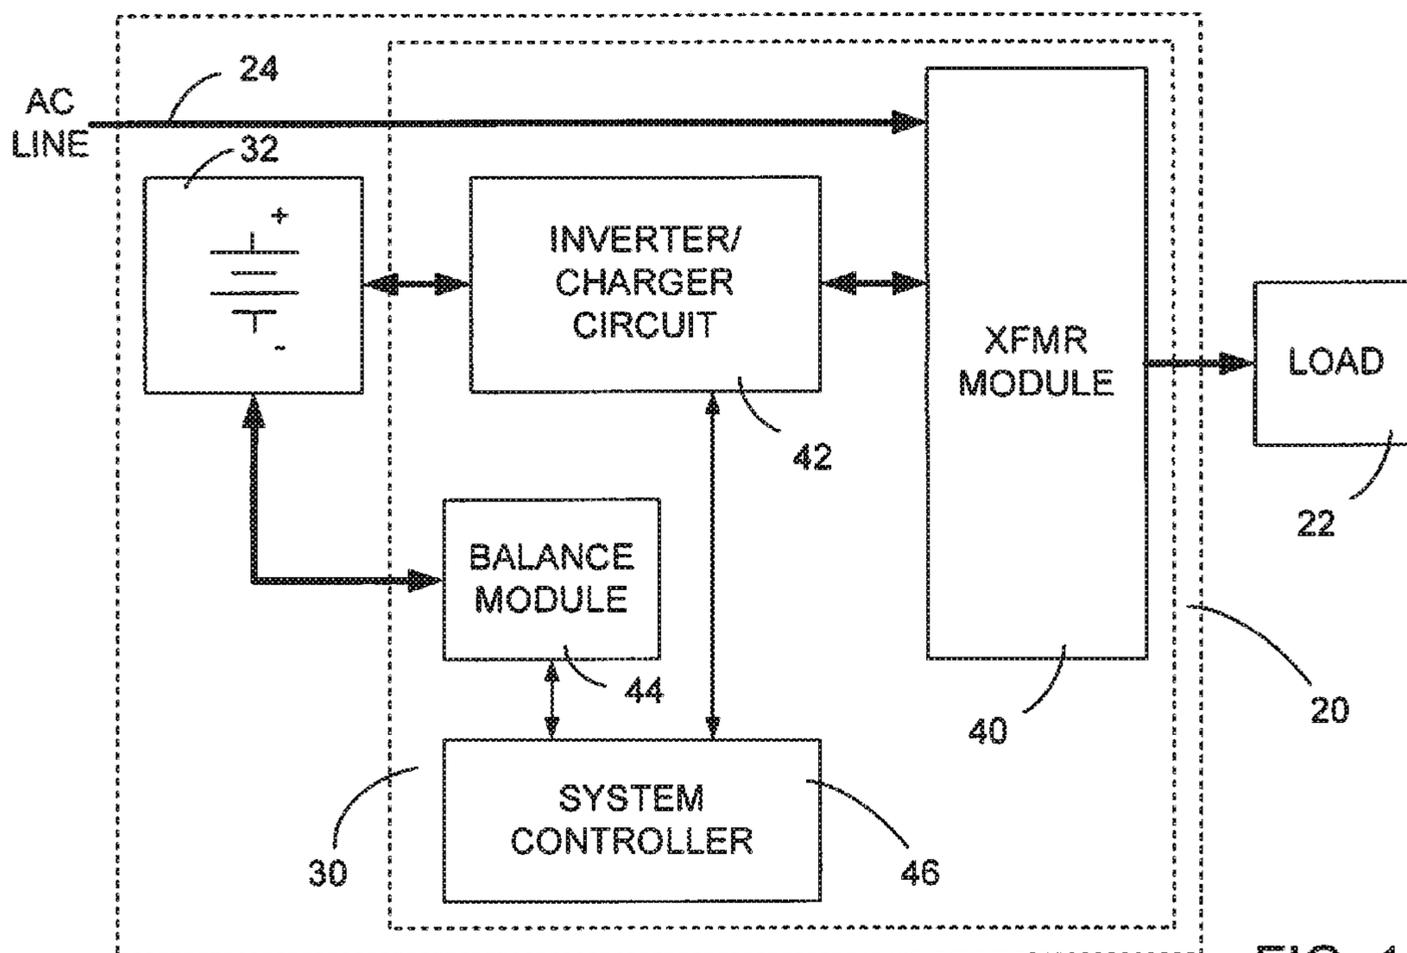 24
AC
LINE
32
+
-
INVERTER/
CHARGER
CIRCUIT
42
XFMR
MODULE
LOAD
22
BALANCE
MODULE
44
40
20
SYSTEM
CONTROLLER
30
46